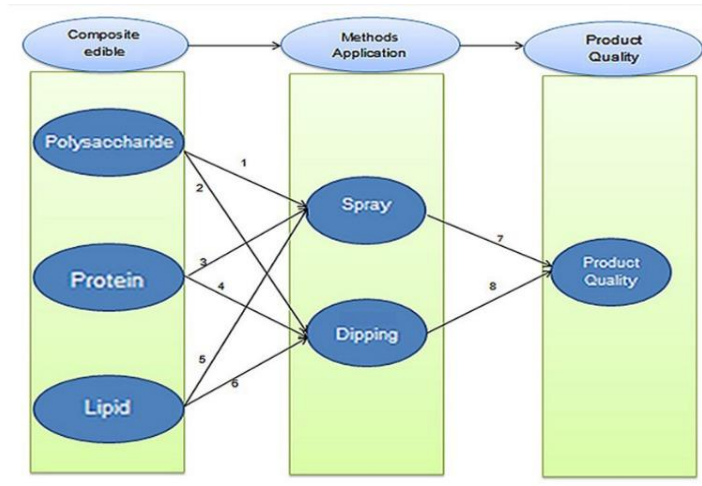 Composite
edible
Methods
Application
Product
Quality
Polysaccharide
Protein
Lipid
1
2
3
4
5
6
Spray
Dipping
7
8
Product
Quality